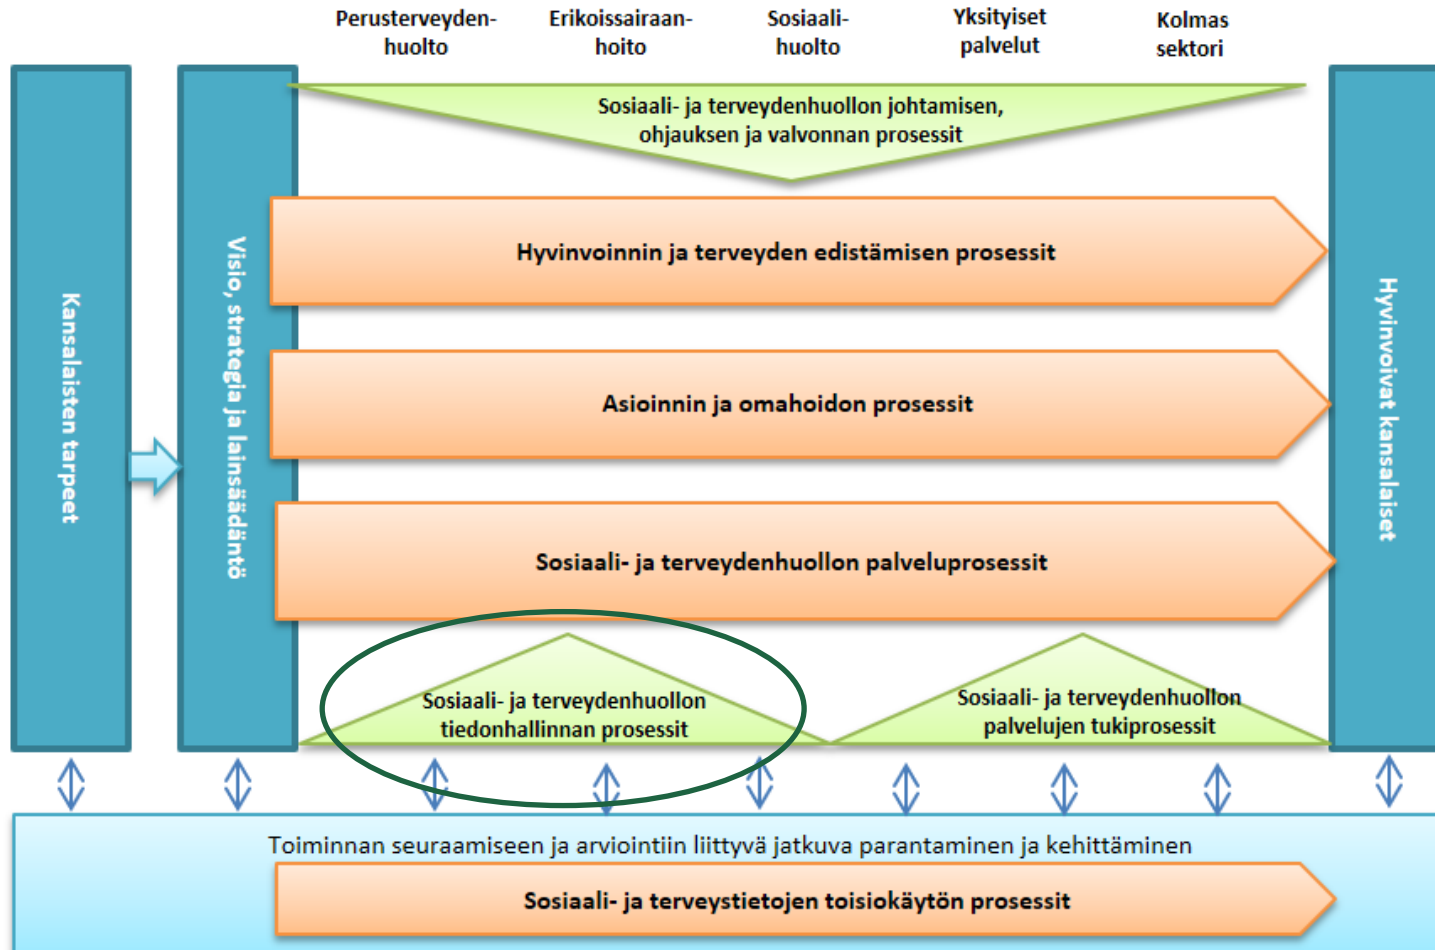 Perusterveyden-
huolto
Erikoissairaan-
hoito
Sosiaali-
huolto
Yksityiset
palvelut
Kolmas
sektori
Sosiaali- ja terveydenhuollon johtamisen,
ohjauksen ja valvonnan prosessit
Kansalaisten tarpeet
Visio, strategia ja lainsäädäntö
Hyvinvoinnin ja terveyden edistämisen prosessit
Asioinnin ja omahoidon prosessit
Sosiaali- ja terveydenhuollon palveluprosessit
Hyvinvoivat kansalaiset
Sosiaali- ja terveydenhuollon
tiedonhallinnan prosessit
Sosiaali- ja terveydenhuollon
palvelujen tukiprosessit
Toiminnan seuraamiseen ja arviointiin liittyvä jatkuva parantaminen ja kehittäminen
Sosiaali- ja terveystietojen toisiokäytön prosessit